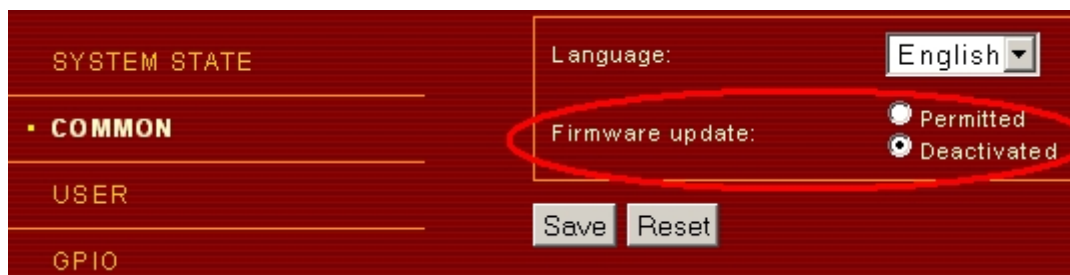 SYSTEM STATE
COMMON
USER
GPIO
Language:
English
Firmware update:
Permitted
Deactivated
Save
Reset